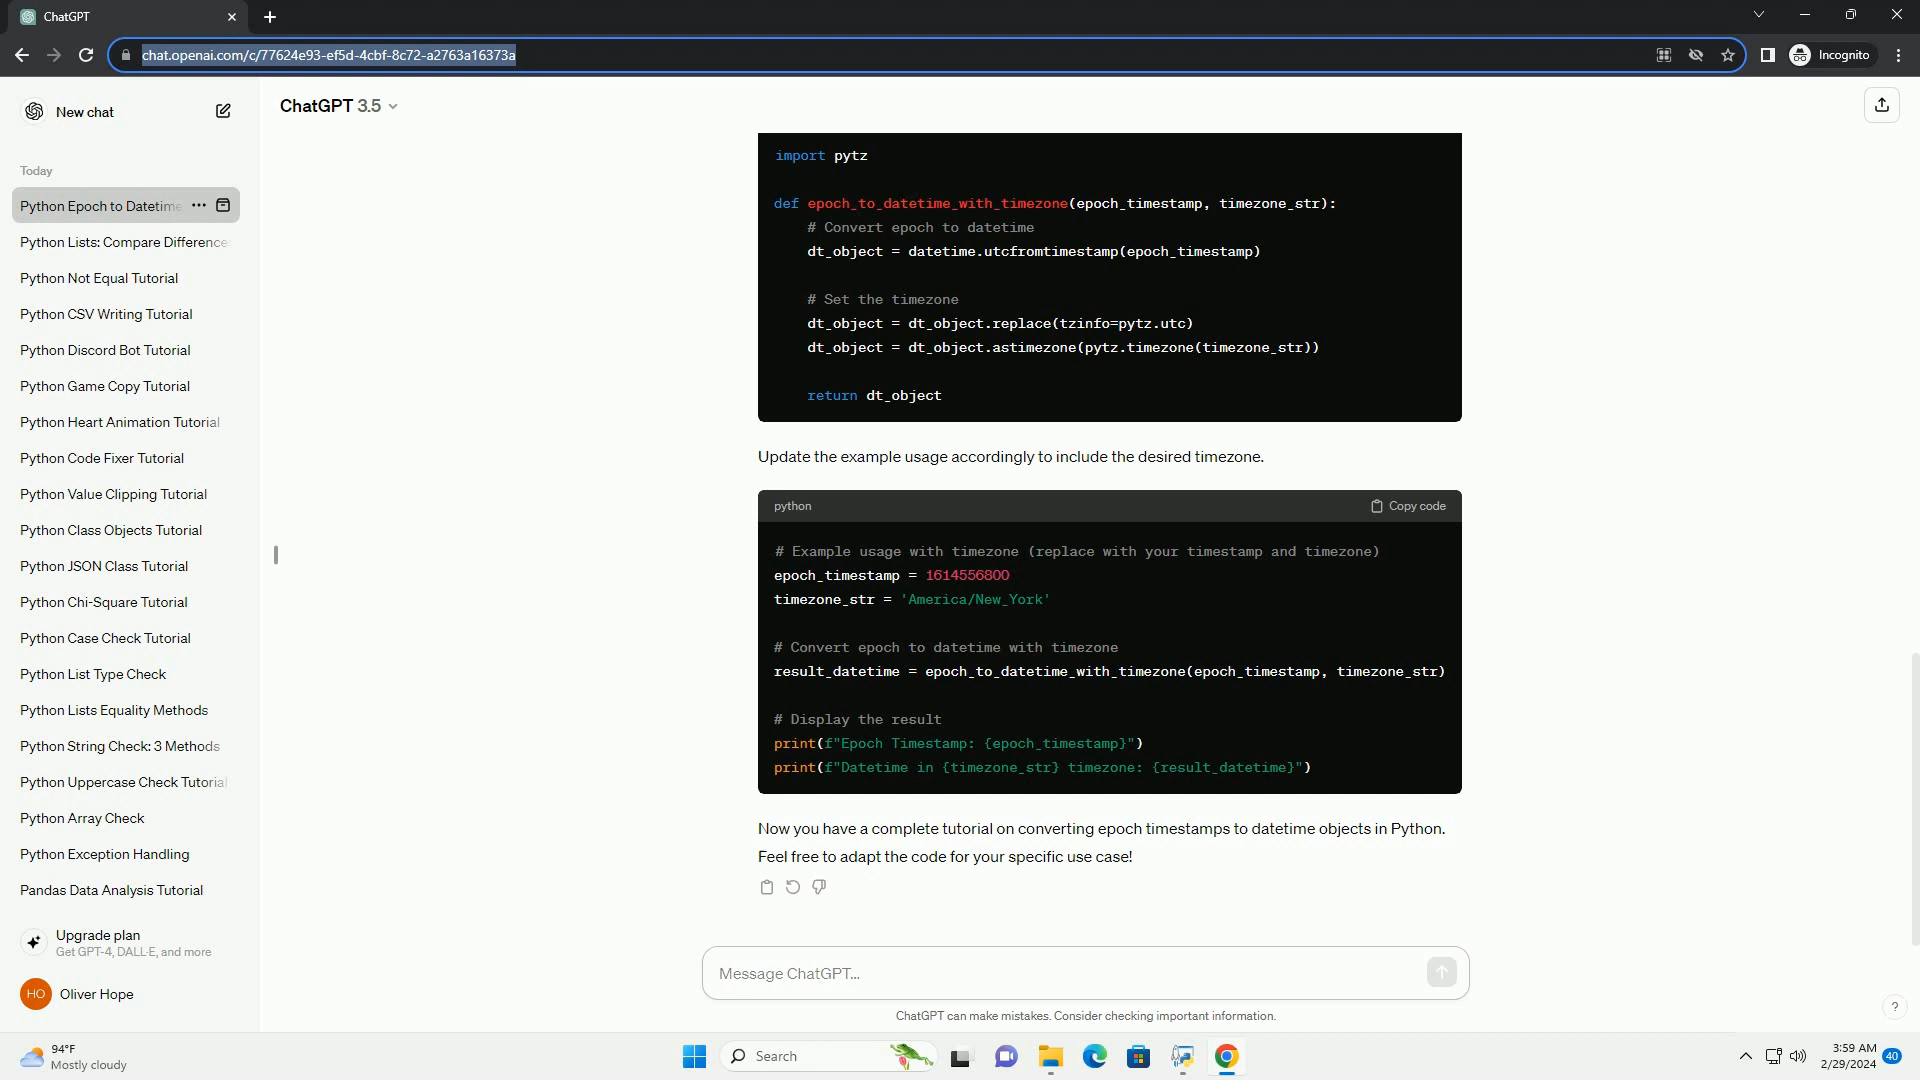 ChatGPT
chat.openai.com/c/77624e93-ef5d-4cbf-8c72-a2763a16373a
Incognito
New chat
ChatGPT 3.5
Today
Python Epoch to Datetime
Python Lists: Compare Difference
Python Not Equal Tutorial
Python CSV Writing Tutorial
Python Discord Bot Tutorial
Python Game Copy Tutorial
Python Heart Animation Tutorial
Python Code Fixer Tutorial
Python Value Clipping Tutorial
Python Class Objects Tutorial
Python JSON Class Tutorial
Python Chi-Square Tutorial
Python Case Check Tutorial
Python List Type Check
Python Lists Equality Methods
Python String Check: 3 Methods
Python Uppercase Check Tutorial
Python Array Check
Python Exception Handling
Pandas Data Analysis Tutorial
Upgrade plan
Get GPT-4, DALL·E, and more
HO Oliver Hope
import pytz
def epoch_to_datetime_with_timezone(epoch_timestamp, timezone_str):
# Convert epoch to datetime
dt_object = datetime.utcfromtimestamp(epoch_timestamp)
# Set the timezone
dt_object = dt_object.replace(tzinfo=pytz.utc)
dt_object = dt_object.astimezone(pytz.timezone(timezone_str))
return dt_object
Update the example usage accordingly to include the desired timezone.
python Copy code
# Example usage with timezone (replace with your timestamp and timezone)
epoch_timestamp = 1614556800
timezone_str = 'America/New_York'
# Convert epoch to datetime with timezone
result_datetime = epoch_to_datetime_with_timezone(epoch_timestamp, timezone_str)
# Display the result
print(f"Epoch Timestamp: {epoch_timestamp}")
print(f"Datetime in {timezone_str} timezone: {result_datetime}")
Now you have a complete tutorial on converting epoch timestamps to datetime objects in Python.
Feel free to adapt the code for your specific use case!
Message ChatGPT...
ChatGPT can make mistakes. Consider checking important information.
?
94°F
Mostly cloudy
Search
3:59 AM
2/29/2024
40